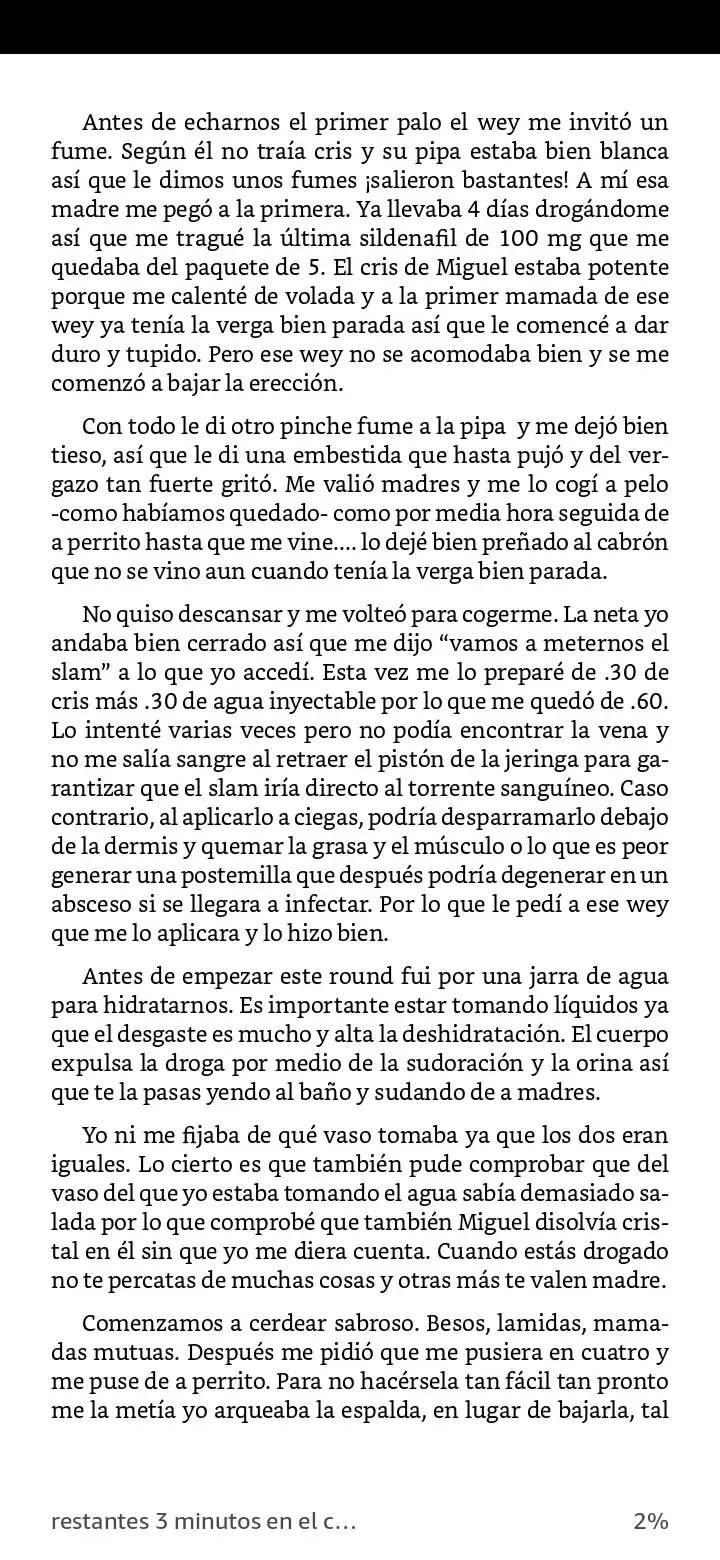 Antes de echarnos el primer palo el wey me invitó un
fume. Según él no traía cris y su pipa estaba bien blanca
así que le dimos unos fumes ¡salieron bastantes! A mí esa
madre me pegó a la primera. Ya llevaba 4 días drogándome
así que me tragué la última sildenafil de 100 mg que me
quedaba del paquete de 5. El cris de Miguel estaba potente
porque me calenté de volada y a la primer mamada de ese
wey ya tenía la verga bien parada así que le comencé a dar
duro y tupido. Pero ese wey no se acomodaba bien y se me
comenzó a bajar la erección.
Con todo le di otro pinche fume a la pipa y me dejó bien
tieso, así que le di una embestida que hasta pujó y del ver-
gazo tan fuerte gritó. Me valió madres y me lo cogí a pelo
-como habíamos quedado- como por media hora seguida de
a perrito hasta que me vine.... lo dejé bien preñado al cabrón
que no se vino aun cuando tenía la verga bien parada.
No quiso descansar y me volteó para cogerme. La neta yo
andaba bien cerrado así que me dijo “vamos a meternos el
slam” a lo que yo accedí. Esta vez me lo preparé de .30 de
cris más .30 de agua inyectable por lo que me quedó de .60.
Lo intenté varias veces pero no podía encontrar la vena y
no me salía sangre al retraer el pistón de la jeringa para ga-
rantizar que el slam iría directo al torrente sanguíneo. Caso
contrario, al aplicarlo a ciegas, podría desparramarlo debajo
de la dermis y quemar la grasa y el músculo o lo que es peor
generar una postemilla que después podría degenerar en un
absceso si se llegara a infectar. Por lo que le pedí a ese wey
que me lo aplicara y lo hizo bien.
Antes de empezar este round fui por una jarra de agua
para hidratarnos. Es importante estar tomando líquidos ya
que el desgaste es mucho y alta la deshidratación. El cuerpo
expulsa la droga por medio de la sudoración y la orina así
que te la pasas yendo al baño y sudando de a madres.
Yo ni me fijaba de qué vaso tomaba ya que los dos eran
iguales. Lo cierto es que también pude comprobar que del
vaso del que yo estaba tomando el agua sabía demasiado sa-
lada por lo que comprobé que también Miguel disolvía cris-
tal en él sin que yo me diera cuenta. Cuando estás drogado
no te percatas de muchas cosas y otras más te valen madre.
Comenzamos a cerdear sabroso. Besos, lamidas, mama-
das mutuas. Después me pidió que me pusiera en cuatro y
me puse de a perrito. Para no hacérsela tan fácil tan pronto
me la metía yo arqueaba la espalda, en lugar de bajarla, tal
restantes 3 minutos en el c... 2%